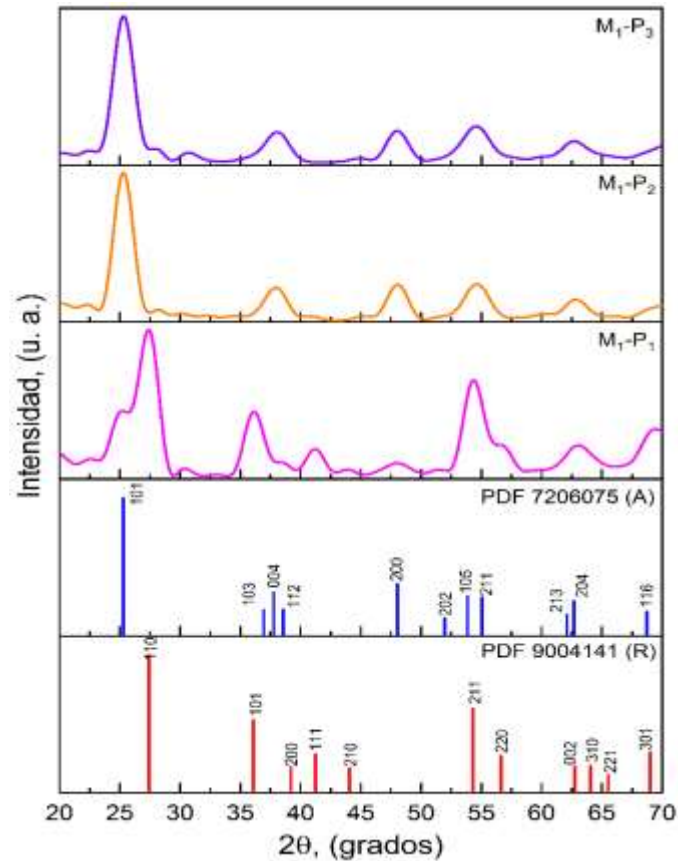 M₁-P₃
M₁-P₂
M₁-P₁
Intensidad, (u. a.)
PDF 7206075 (A)
101
103
004
112
200
202
105
211
213
204
116
PDF 9004141 (R)
110
101
200
111
210
211
220
002
310
221
301
20 25 30 35 40 45 50 55 60 65 70
2θ, (grados)